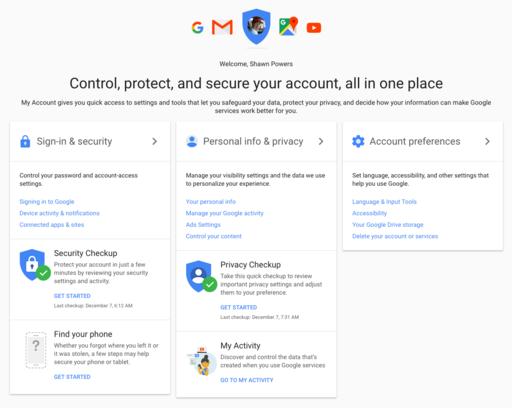 Welcome, Shawn Powers
Control, protect, and secure your account, all in one place
My Account gives you quick access to settings and tools that let you safeguard your data, protect your privacy, and decide how your information can make Google
services work better for you.
Sign-in & security
Control your password and account-access
settings.
Signing in to Google
Device activity & notifications
Connected apps & sites
Security Checkup
Protect your account in just a few
minutes by reviewing your security
settings and activity.
GET STARTED
Last checkup: December 7, 6:12 AM
Find your phone
Whether you forgot where you left it or
it was stolen, a few steps may help
secure your phone or tablet.
GET STARTED
Personal info & privacy
Manage your visibility settings and the data we use
to personalize your experience.
Your personal info
Manage your Google activity
Ads Settings
Control your content
Privacy Checkup
Take this quick checkup to review
important privacy settings and adjust
them to your preference.
GET STARTED
Last checkup: December 7, 7:31 AM
My Activity
Discover and control the data that's
created when you use Google services
GO TO MY ACTIVITY
Account preferences
Set language, accessibility, and other settings that
help you use Google.
Language & Input Tools
Accessibility
Your Google Drive storage
Delete your account or services